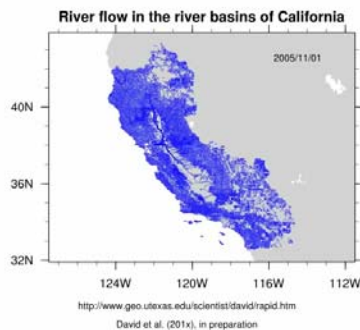 River flow in the river basins of California
2005/11/01
40N
36N
32N
124W 120W 116W 112W
http://www.geo.utexas.edu/scientist/david/rapid.htm
David et al. (201x), in preparation